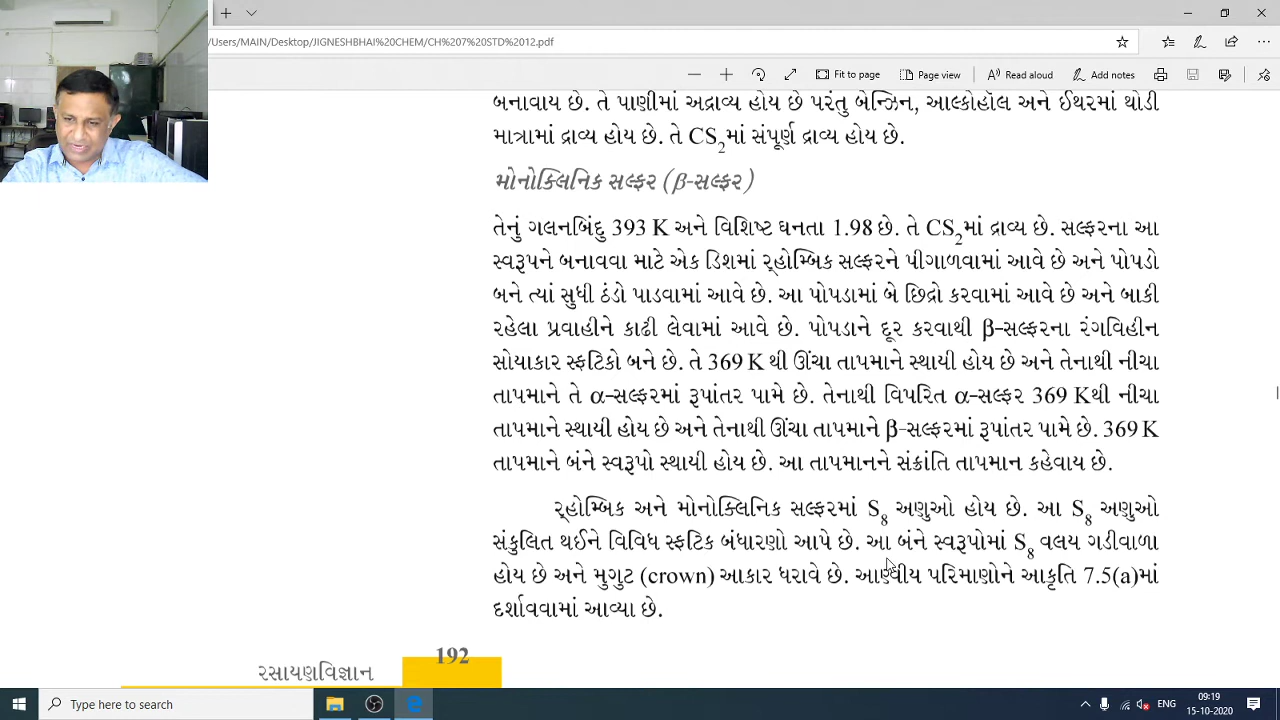 /Users/MAIN/Desktop/JIGNESHBHAI%20CHEM/CH%207%20STD%2012.pdf
Fit to page Page view Read aloud Add notes
બનાવાય છે. તે પાણીમાં અદ્રાવ્ય હોય છે પરંતુ બેન્ઝિન, આલ્કોહૉલ અને ઈથરમાં થોડી
માત્રામાં દ્રાવ્ય હોય છે. તે CS₂માં સંપૂર્ણ દ્રાવ્ય હોય છે.
મોનોક્લિનિક સલ્ફર (β-સલ્ફર)
તેનું ગલનબિંદુ 393 K અને વિશિષ્ટ ઘનતા 1.98 છે. તે CS₂માં દ્રાવ્ય છે. સલ્ફરના આ
સ્વરૂપને બનાવવા માટે એક ડિશમાં ર્હોમ્બિક સલ્ફરને પીગાળવામાં આવે છે અને પોપડો
બને ત્યાં સુધી ઠંડો પાડવામાં આવે છે. આ પોપડામાં બે છિદ્રો કરવામાં આવે છે અને બાકી
રહેલા પ્રવાહીને કાઢી લેવામાં આવે છે. પોપડાને દૂર કરવાથી β-સલ્ફરના રંગવિહીન
સોયાકાર સ્ફટિકો બને છે. તે 369 K થી ઊંચા તાપમાને સ્થાયી હોય છે અને તેનાથી નીચા
તાપમાને તે α-સલ્ફરમાં રૂપાંતર પામે છે. તેનાથી વિપરિત α-સલ્ફર 369 Kથી નીચા
તાપમાને સ્થાયી હોય છે અને તેનાથી ઊંચા તાપમાને β-સલ્ફરમાં રૂપાંતર પામે છે. 369 K
તાપમાને બંને સ્વરૂપો સ્થાયી હોય છે. આ તાપમાનને સંક્રાંતિ તાપમાન કહેવાય છે.
ર્હોમ્બિક અને મોનોક્લિનિક સલ્ફરમાં S₈ અણુઓ હોય છે. આ S₈ અણુઓ
સંકુલિત થઈને વિવિધ સ્ફટિક બંધારણો આપે છે. આ બંને સ્વરૂપોમાં S₈ વલય ગડીવાળા
હોય છે અને મુગુટ (crown) આકાર ધરાવે છે. આણ્વીય પરિમાણોને આકૃતિ 7.5(a)માં
દર્શાવવામાં આવ્યા છે.
192
રસાયણવિજ્ઞાન
Type here to search
ENG
09:19
15-10-2020